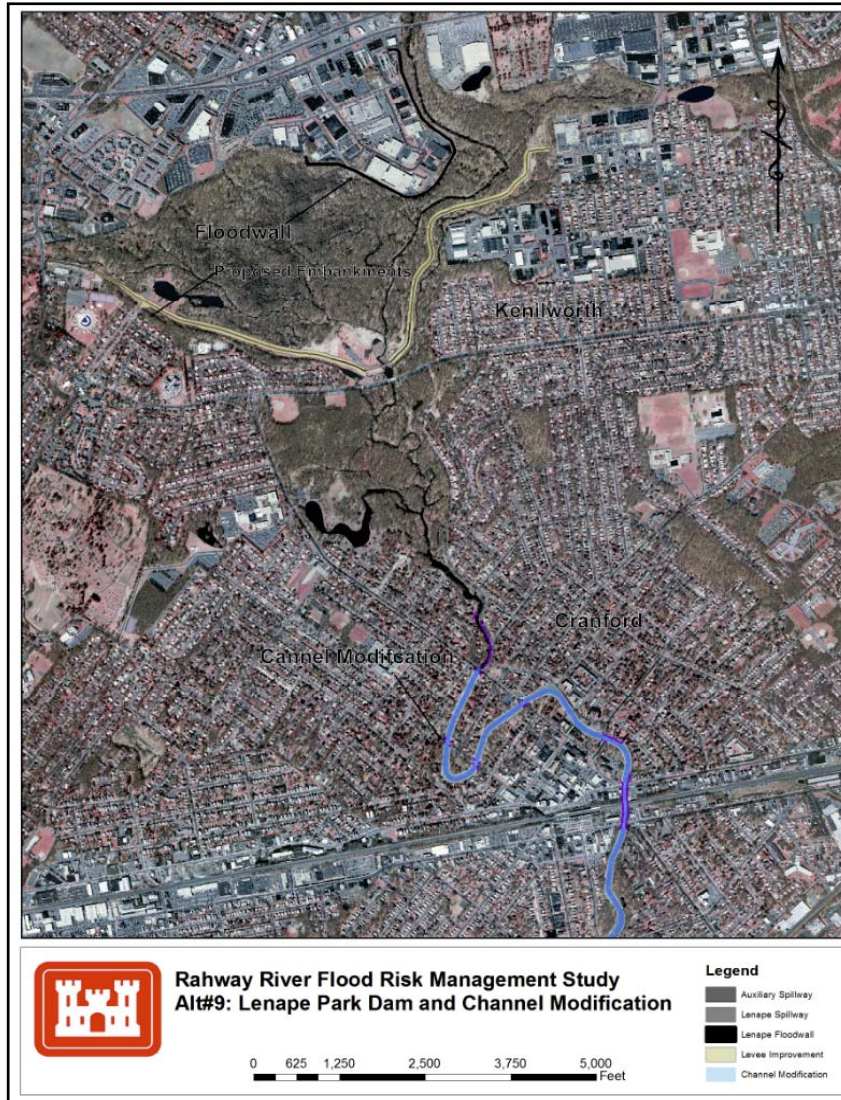 Floodwall
Proposed Embankments
Kenilworth
Cranford
Cannel Modifcation
Rahway River Flood Risk Management Study
Alt#9: Lenape Park Dam and Channel Modification
0 625 1,250 2,500 3,750 5,000
Feet
Legend
Auxiliary Spillway
Lenape Spillway
Lenape Floodwall
Levee Improvement
Channel Modification